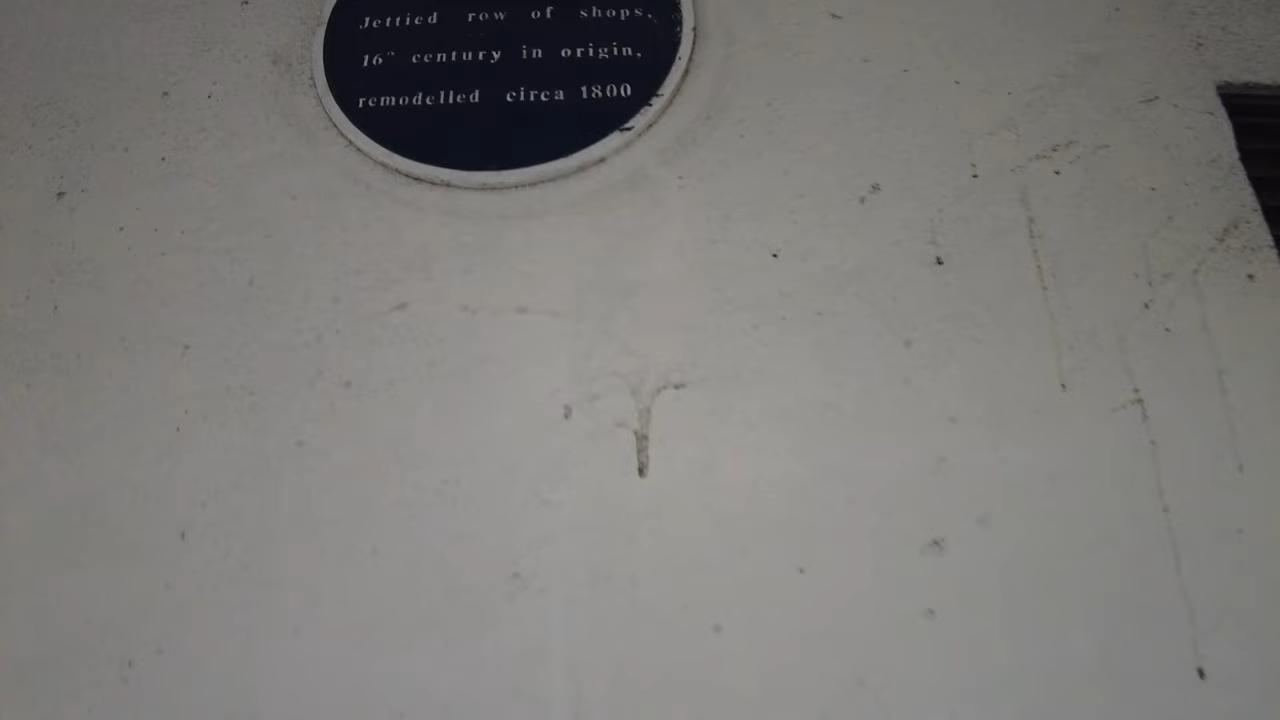 Jettied row of shops,
16th century in origin,
remodelled circa 1800